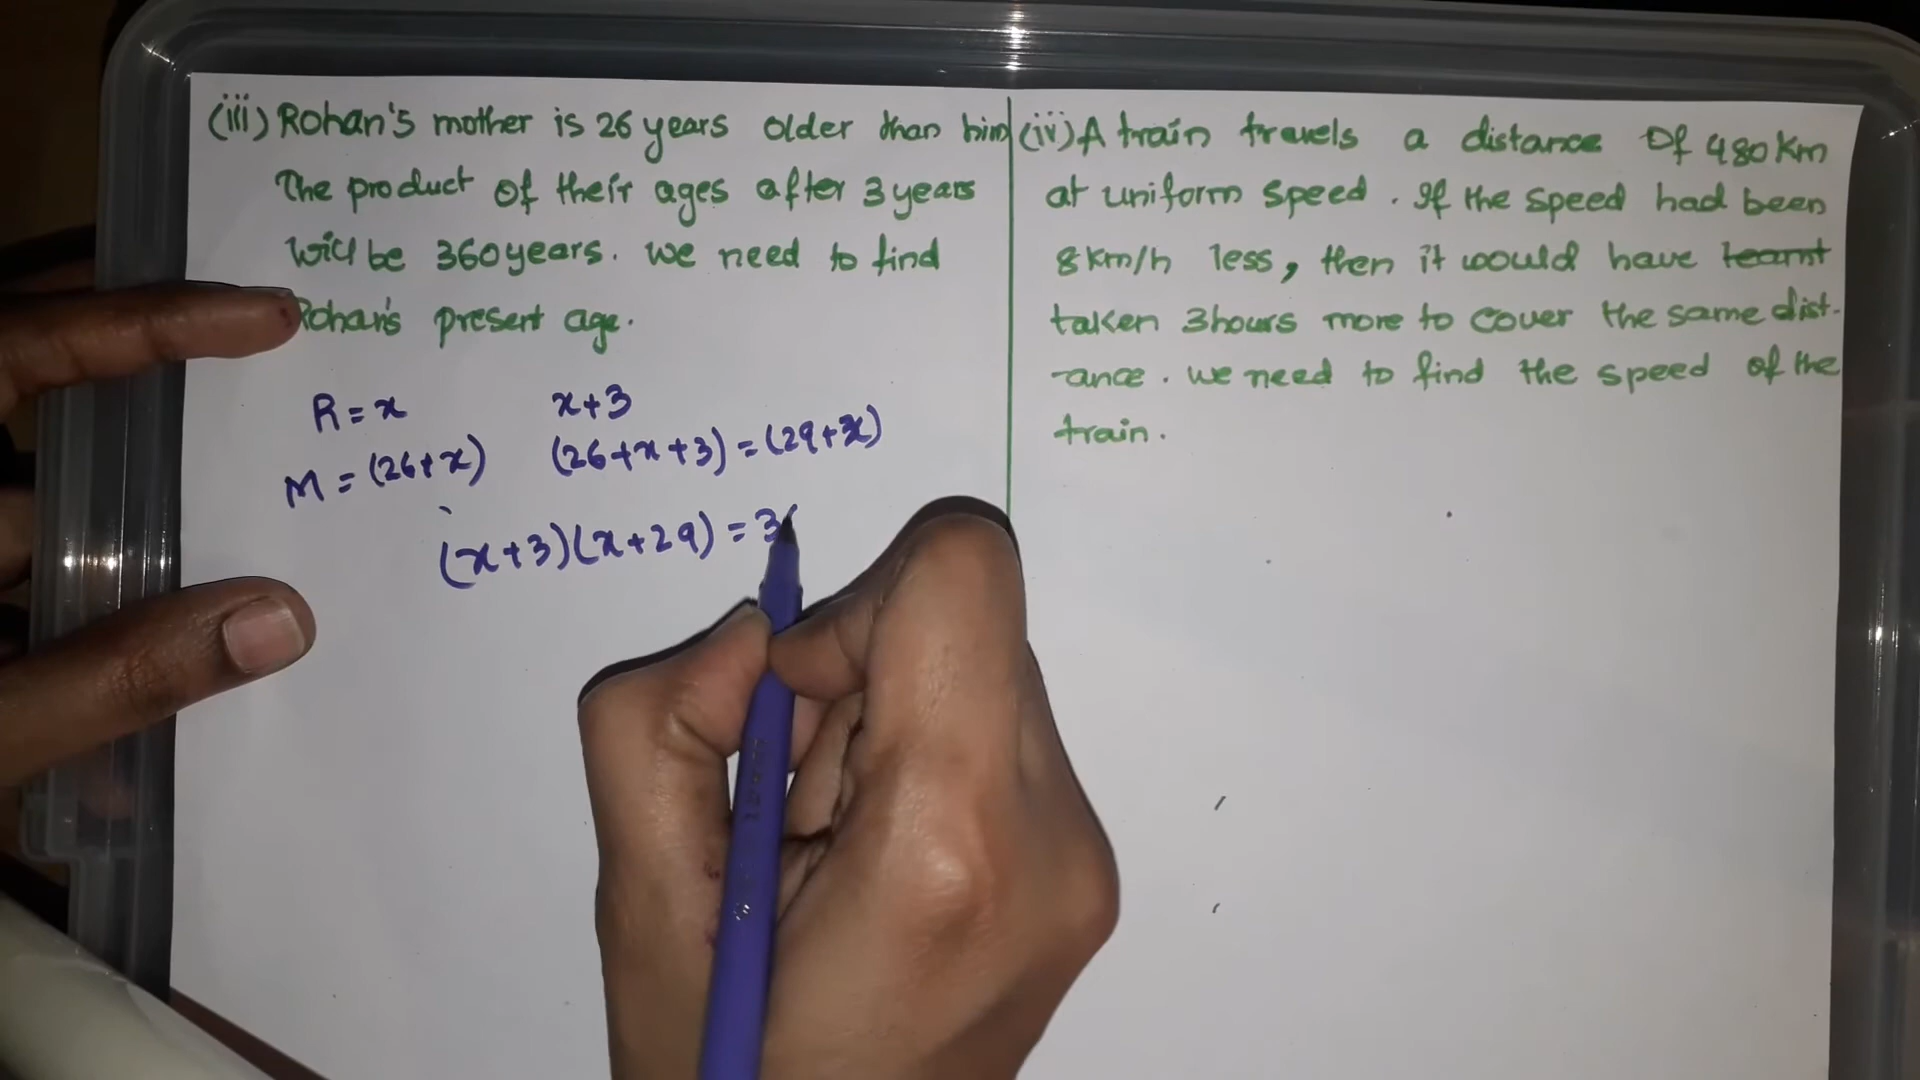 (iii) Rohan's mother is 26 years older than him
The product of their ages after 3 years
will be 360 years. we need to find
Rohan's present age.
R = x x+3
M = (26+x) (26+x+3) = (29+x)
(x+3)(x+29) = 3
(iv) A train travels a distance of 480 Km
at uniform speed. If the speed had been
8 km/h less, then it would have
taken 3 hours more to cover the same dist-
-ance. we need to find the speed of the
train.